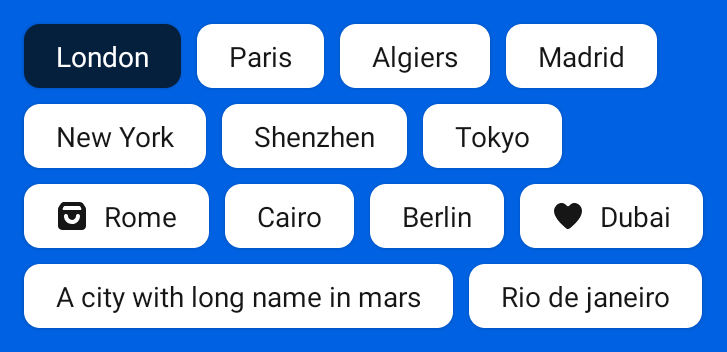 London Paris Algiers Madrid
New York Shenzhen Tokyo
Rome Cairo Berlin Dubai
A city with long name in mars Rio de janeiro